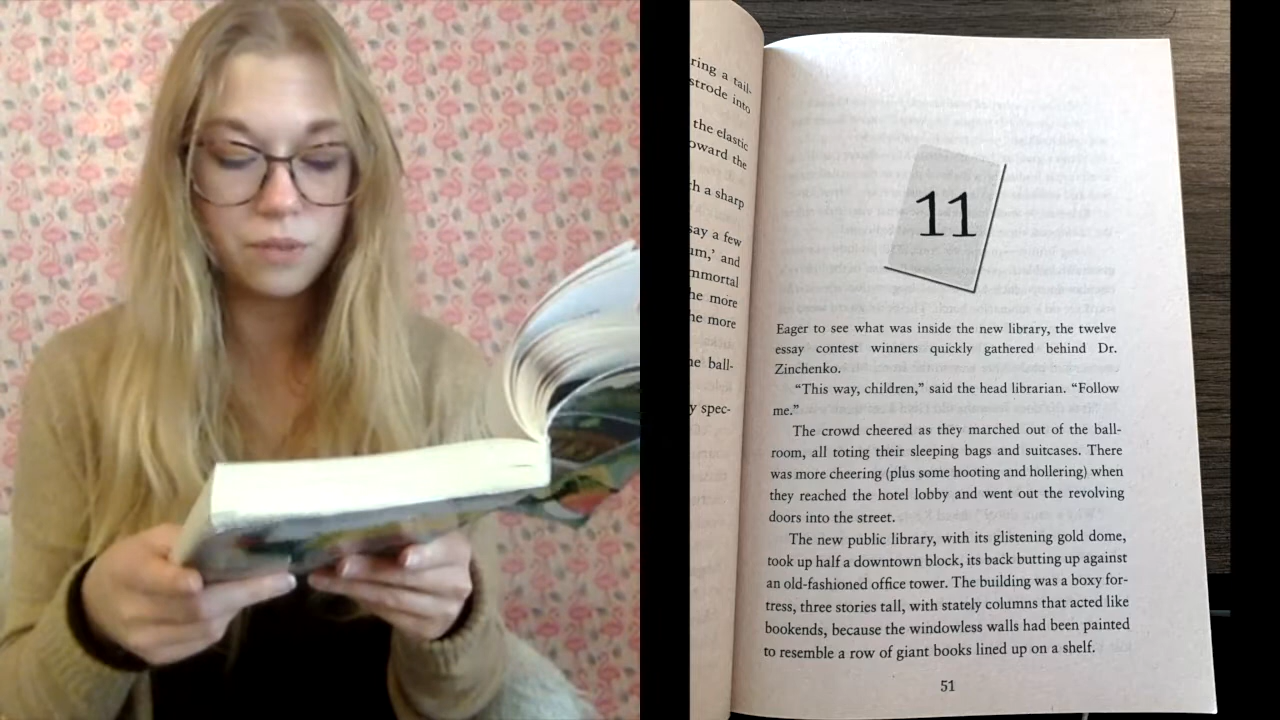 ring a tail-
strode into
the elastic
oward the
h a sharp
say a few
um,' and
mmortal
he more
he more
e ball-
y spec-
11
Eager to see what was inside the new library, the twelve
essay contest winners quickly gathered behind Dr.
Zinchenko.
“This way, children,” said the head librarian. “Follow
me.”
The crowd cheered as they marched out of the ball-
room, all toting their sleeping bags and suitcases. There
was more cheering (plus some hooting and hollering) when
they reached the hotel lobby and went out the revolving
doors into the street.
The new public library, with its glistening gold dome,
took up half a downtown block, its back butting up against
an old-fashioned office tower. The building was a boxy for-
tress, three stories tall, with stately columns that acted like
bookends, because the windowless walls had been painted
to resemble a row of giant books lined up on a shelf.
51